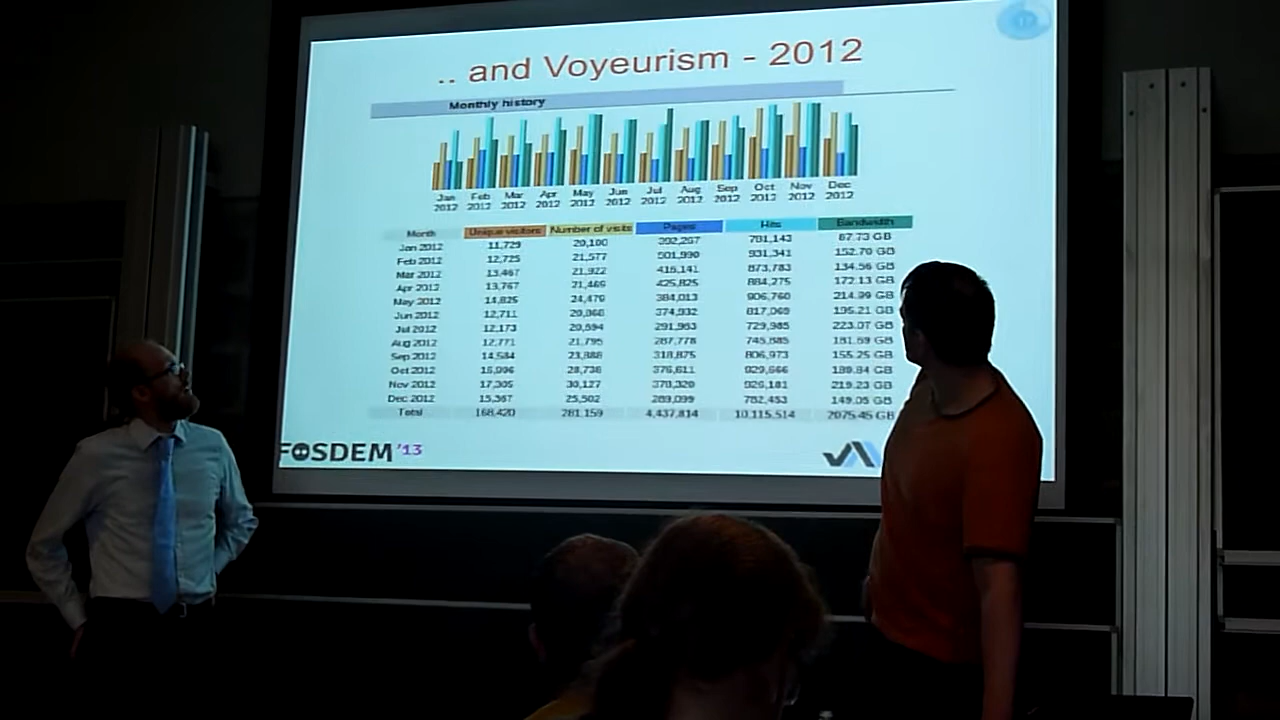 .. and Voyeurism - 2012
Monthly history
Jan 2012 Feb 2012 Mar 2012 Apr 2012 May 2012 Jun 2012 Jul 2012 Aug 2012 Sep 2012 Oct 2012 Nov 2012 Dec 2012
Month Unique visitors Number of visits Pages Hits Bandwidth
Jan 2012 11,729 20,100 392,267 781,143 87.73 GB
Feb 2012 12,725 21,577 501,990 931,341 152.70 GB
Mar 2012 13,467 21,922 416,141 873,783 134.56 GB
Apr 2012 13,767 21,469 425,825 884,275 172.13 GB
May 2012 14,825 24,479 384,013 906,760 214.99 GB
Jun 2012 12,711 20,968 374,932 817,069 195.21 GB
Jul 2012 12,173 20,594 291,963 729,985 223.07 GB
Aug 2012 12,771 21,795 287,778 745,885 181.69 GB
Sep 2012 14,584 23,888 318,875 806,973 155.25 GB
Oct 2012 16,996 28,738 376,611 929,666 189.84 GB
Nov 2012 17,305 30,127 378,320 926,181 219.23 GB
Dec 2012 15,367 25,502 289,099 782,453 149.05 GB
Total 168,420 281,159 4,437,814 10,115,514 2075.45 GB
FOSDEM '13